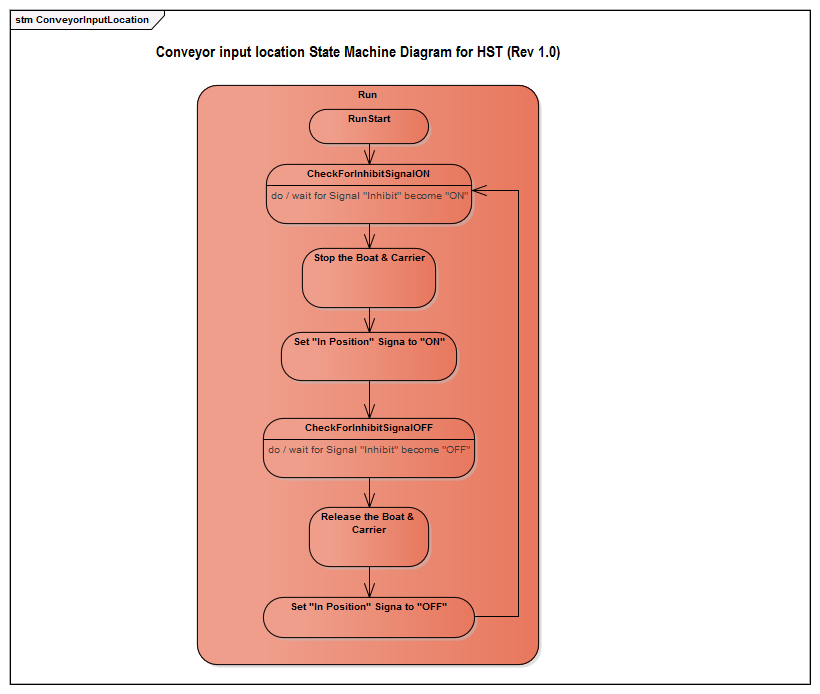 stm ConveyorInputLocation
Conveyor input location State Machine Diagram for HST (Rev 1.0)
Run
RunStart
CheckForInhibitSignalON
do / wait for Signal "Inhibit" become "ON"
Stop the Boat & Carrier
Set "In Position" Signa to "ON"
CheckForInhibitSignalOFF
do / wait for Signal "Inhibit" become "OFF"
Release the Boat &
Carrier
Set "In Position" Signa to "OFF"